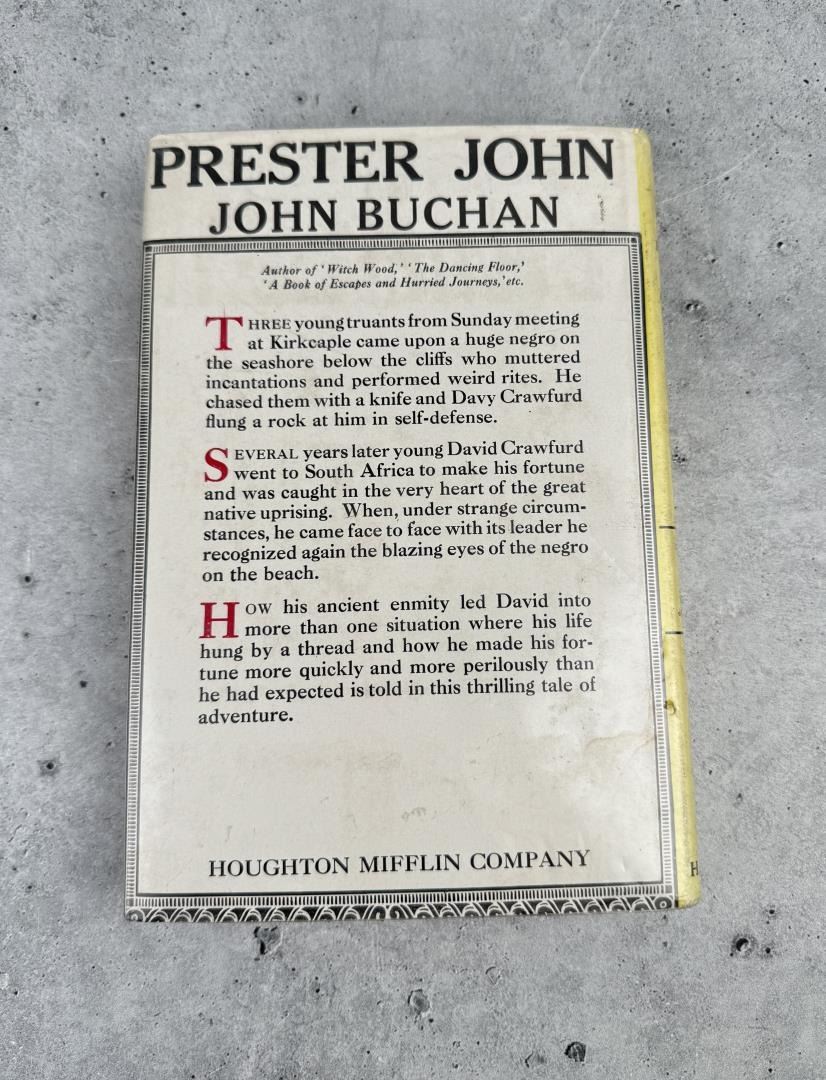 PRESTER JOHN
JOHN BUCHAN
Author of 'Witch Wood,' 'The Dancing Floor,'
'A Book of Escapes and Hurried Journeys,' etc.
THREE young truants from Sunday meeting
at Kirkcaple came upon a huge negro on
the seashore below the cliffs who muttered
incantations and performed weird rites. He
chased them with a knife and Davy Crawfurd
flung a rock at him in self-defense.
SEVERAL years later young David Crawfurd
went to South Africa to make his fortune
and was caught in the very heart of the great
native uprising. When, under strange circum-
stances, he came face to face with its leader he
recognized again the blazing eyes of the negro
on the beach.
HOW his ancient enmity led David into
more than one situation where his life
hung by a thread and how he made his for-
tune more quickly and more perilously than
he had expected is told in this thrilling tale of
adventure.
HOUGHTON MIFFLIN COMPANY
H